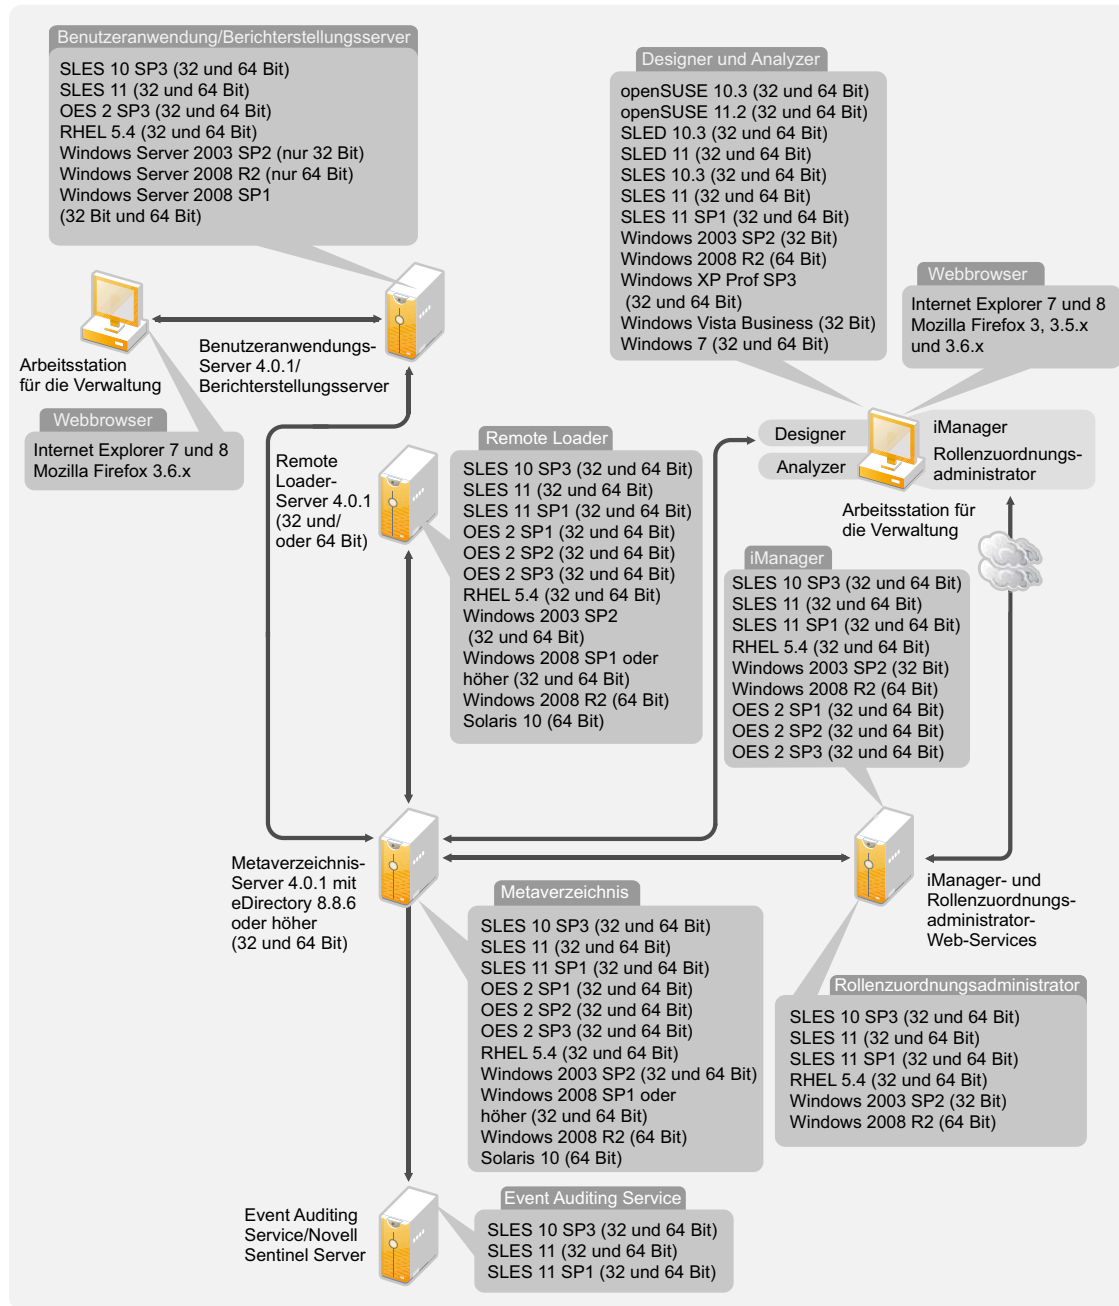 Benutzeranwendung/Berichterstellungsserver
SLES 10 SP3 (32 und 64 Bit)
SLES 11 (32 und 64 Bit)
OES 2 SP3 (32 und 64 Bit)
RHEL 5.4 (32 und 64 Bit)
Windows Server 2003 SP2 (nur 32 Bit)
Windows Server 2008 R2 (nur 64 Bit)
Windows Server 2008 SP1
(32 Bit und 64 Bit)
Designer und Analyzer
openSUSE 10.3 (32 und 64 Bit)
openSUSE 11.2 (32 und 64 Bit)
SLED 10.3 (32 und 64 Bit)
SLED 11 (32 und 64 Bit)
SLES 10.3 (32 und 64 Bit)
SLES 11 (32 und 64 Bit)
SLES 11 SP1 (32 und 64 Bit)
Windows 2003 SP2 (32 Bit)
Windows 2008 R2 (64 Bit)
Windows XP Prof SP3
(32 und 64 Bit)
Windows Vista Business (32 Bit)
Windows 7 (32 und 64 Bit)
Webbrowser
Internet Explorer 7 und 8
Mozilla Firefox 3, 3.5.x
und 3.6.x
Arbeitsstation
für die Verwaltung
Benutzeranwendungs-
Server 4.0.1/
Berichterstellungsserver
Webbrowser
Internet Explorer 7 und 8
Mozilla Firefox 3.6.x
Remote
Loader-
Server 4.0.1
(32 und/
oder 64 Bit)
Remote Loader
SLES 10 SP3 (32 und 64 Bit)
SLES 11 (32 und 64 Bit)
SLES 11 SP1 (32 und 64 Bit)
OES 2 SP1 (32 und 64 Bit)
OES 2 SP2 (32 und 64 Bit)
OES 2 SP3 (32 und 64 Bit)
RHEL 5.4 (32 und 64 Bit)
Windows 2003 SP2
(32 und 64 Bit)
Windows 2008 SP1 oder
höher (32 und 64 Bit)
Windows 2008 R2 (64 Bit)
Solaris 10 (64 Bit)
Designer
Analyzer
iManager
Rollenzuordnungs-
administrator
Arbeitsstation für
die Verwaltung
iManager
SLES 10 SP3 (32 und 64 Bit)
SLES 11 (32 und 64 Bit)
SLES 11 SP1 (32 und 64 Bit)
RHEL 5.4 (32 und 64 Bit)
Windows 2003 SP2 (32 Bit)
Windows 2008 R2 (64 Bit)
OES 2 SP1 (32 und 64 Bit)
OES 2 SP2 (32 und 64 Bit)
OES 2 SP3 (32 und 64 Bit)
Metaverzeichnis-
Server 4.0.1 mit
eDirectory 8.8.6
oder höher
(32 und 64 Bit)
Metaverzeichnis
SLES 10 SP3 (32 und 64 Bit)
SLES 11 (32 und 64 Bit)
SLES 11 SP1 (32 und 64 Bit)
OES 2 SP1 (32 und 64 Bit)
OES 2 SP2 (32 und 64 Bit)
OES 2 SP3 (32 und 64 Bit)
RHEL 5.4 (32 und 64 Bit)
Windows 2003 SP2 (32 und 64 Bit)
Windows 2008 SP1 oder
höher (32 und 64 Bit)
Windows 2008 R2 (64 Bit)
Solaris 10 (64 Bit)
iManager- und
Rollenzuordnungs-
administrator-
Web-Services
Rollenzuordnungsadministrator
SLES 10 SP3 (32 und 64 Bit)
SLES 11 (32 und 64 Bit)
SLES 11 SP1 (32 und 64 Bit)
RHEL 5.4 (32 und 64 Bit)
Windows 2003 SP2 (32 Bit)
Windows 2008 R2 (64 Bit)
Event Auditing
Service/Novell
Sentinel Server
Event Auditing Service
SLES 10 SP3 (32 und 64 Bit)
SLES 11 (32 und 64 Bit)
SLES 11 SP1 (32 und 64 Bit)